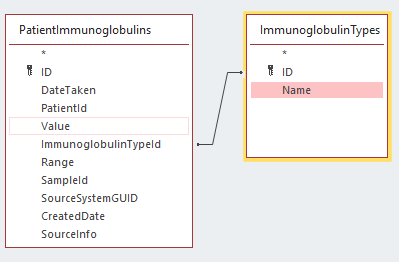 PatientImmunoglobulins
*
ID
DateTaken
PatientId
Value
ImmunoglobulinTypeId
Range
SampleId
SourceSystemGUID
CreatedDate
SourceInfo
ImmunoglobulinTypes
*
ID
Name